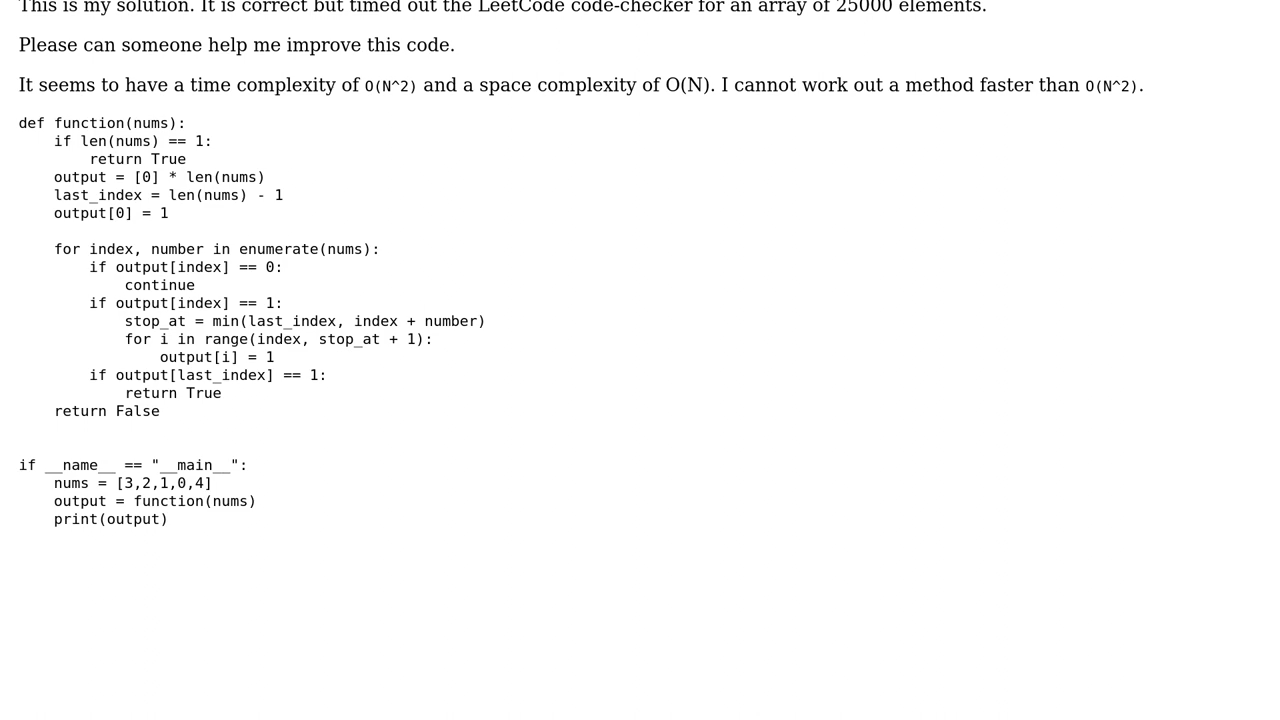 This is my solution. It is correct but timed out the LeetCode code-checker for an array of 25000 elements.
Please can someone help me improve this code.
It seems to have a time complexity of O(N^2) and a space complexity of O(N). I cannot work out a method faster than O(N^2).
def function(nums):
    if len(nums) == 1:
        return True
    output = [0] * len(nums)
    last_index = len(nums) - 1
    output[0] = 1

    for index, number in enumerate(nums):
        if output[index] == 0:
            continue
        if output[index] == 1:
            stop_at = min(last_index, index + number)
            for i in range(index, stop_at + 1):
                output[i] = 1
        if output[last_index] == 1:
            return True
    return False


if __name__ == "__main__":
    nums = [3,2,1,0,4]
    output = function(nums)
    print(output)